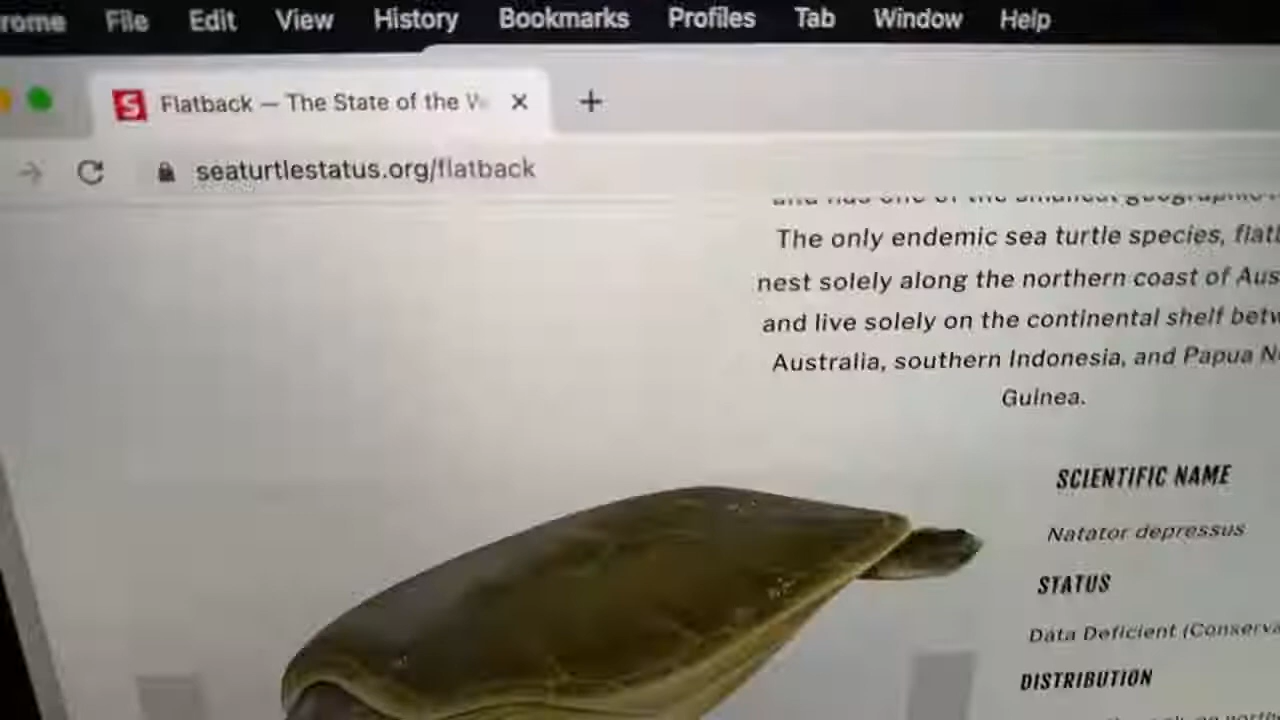 File Edit View History Bookmarks Profiles Tab Window Help
Flatback — The State of the
seaturtlestatus.org/flatback
The only endemic sea turtle species,
nest solely along the northern coast of
and live solely on the continental shelf
Australia, southern Indonesia, and Papua
Guinea.
SCIENTIFIC NAME
Natator depressus
STATUS
Data Deficient
DISTRIBUTION